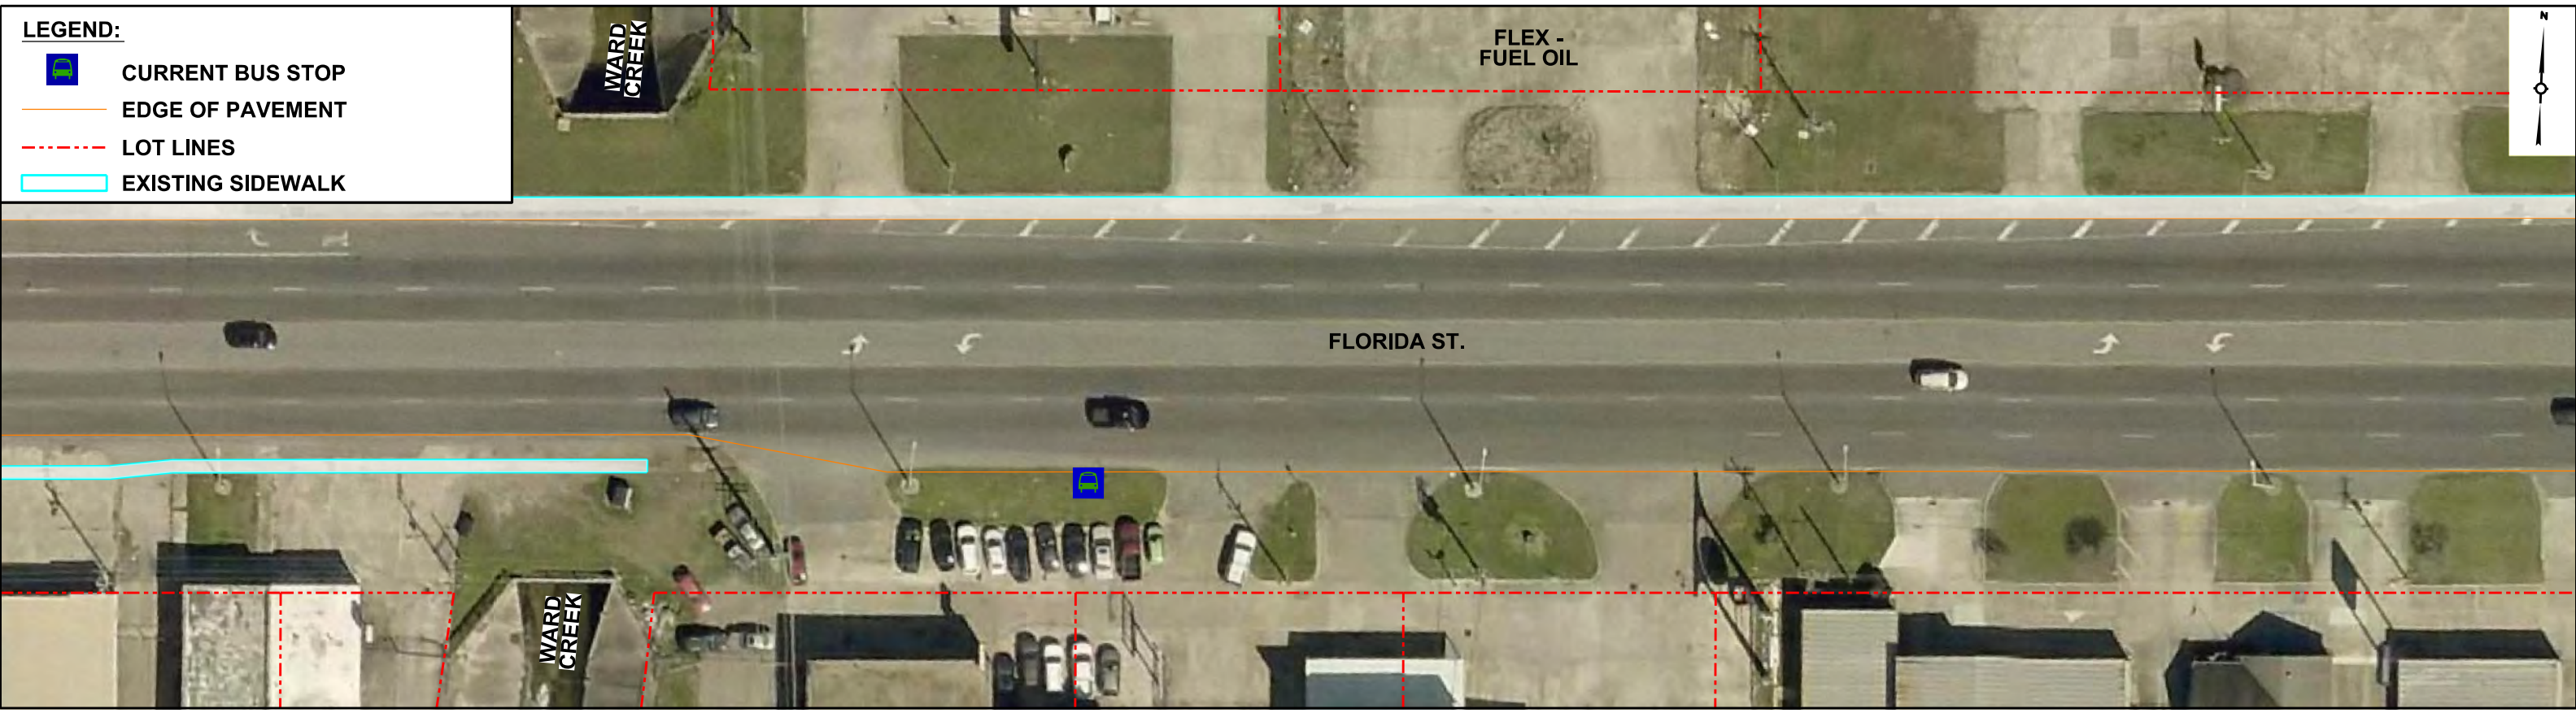 LEGEND:
CURRENT BUS STOP
EDGE OF PAVEMENT
LOT LINES
EXISTING SIDEWALK
WARD
CREEK
FLEX -
FUEL OIL
N
FLORIDA ST.
WARD
CREEK